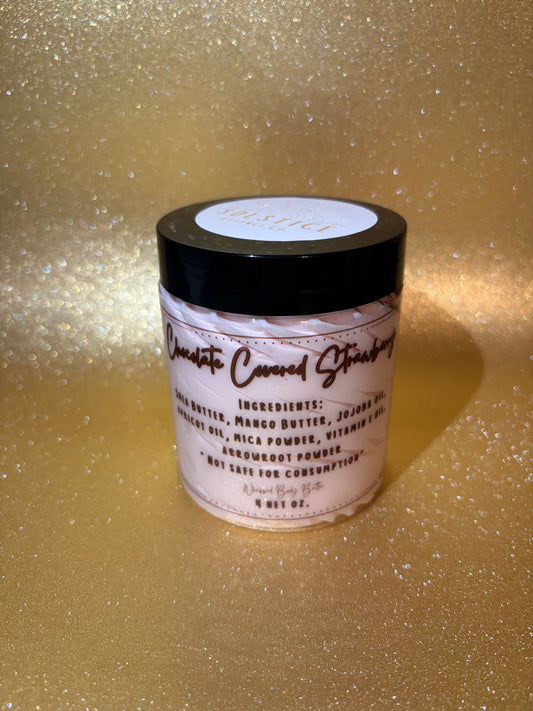 SOLSTICE
Chocolate Covered Strawberry
INGREDIENTS:
SHEA BUTTER, MANGO BUTTER, JOJOBA OIL,
APRICOT OIL, MICA POWDER, VITAMIN E OIL,
ARROWROOT POWDER
* NOT SAFE FOR CONSUMPTION*
Whipped Body Butter
4 NET OZ.